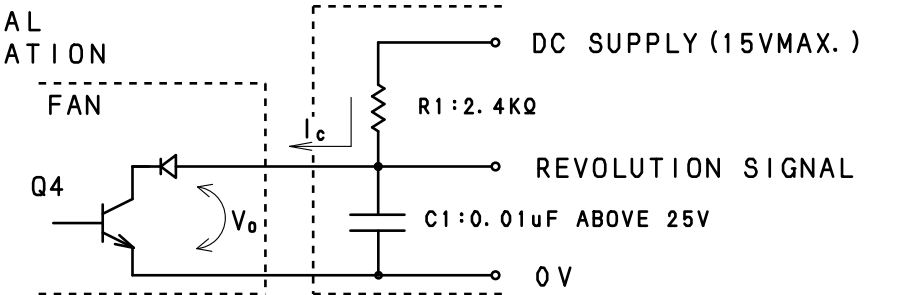 AL
ATION
DC SUPPLY(15VMAX.)
FAN
R1:2.4KΩ
Ic
REVOLUTION SIGNAL
Q4
Vo
C1:0.01uF ABOVE 25V
0V